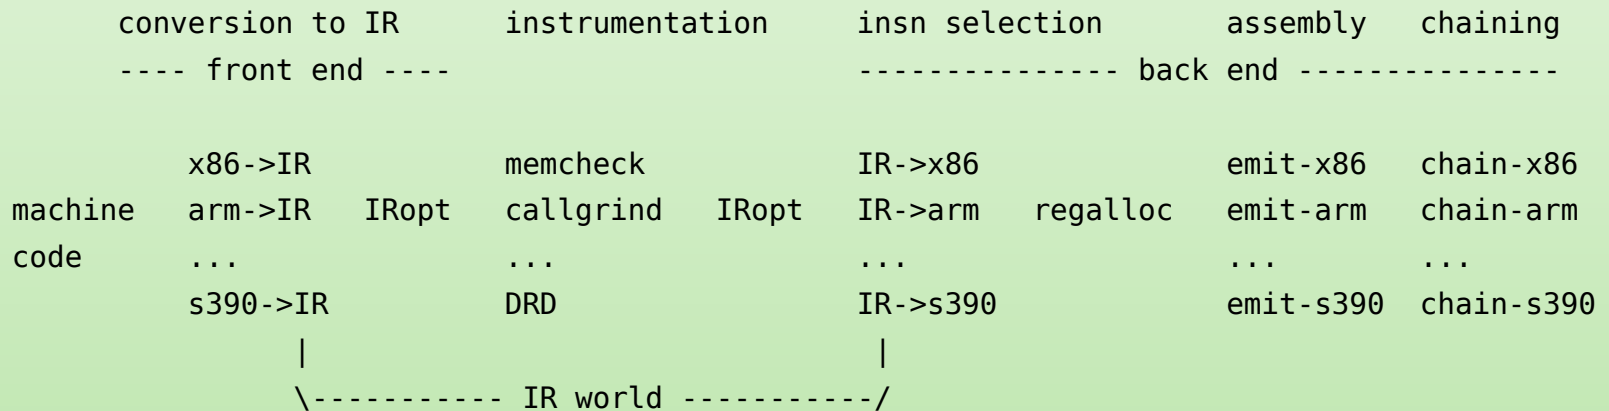 conversion to IR      instrumentation     insn selection       assembly   chaining
---- front end ----                       --------------- back end ---------------
x86->IR           memcheck            IR->x86              emit-x86   chain-x86
machine   arm->IR   IRopt   callgrind   IRopt   IR->arm   regalloc   emit-arm   chain-arm
code      ...               ...                 ...                  ...        ...
s390->IR          DRD                 IR->s390             emit-s390  chain-s390
|                                |
\----------- IR world -----------/